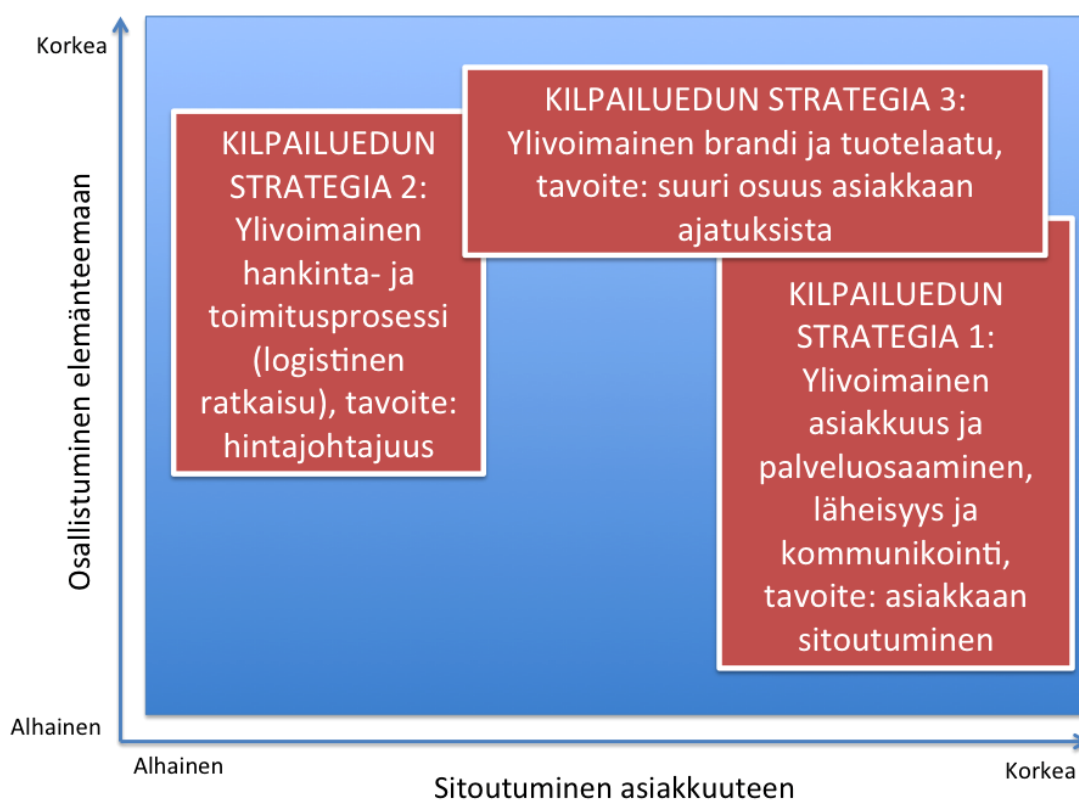 Korkea
Osallistuminen elämänteemaan
Alhainen
KILPAILUEDUN
STRATEGIA 2:
Ylivoimainen
hankinta- ja
toimitusprosessi
(logistinen
ratkaisu), tavoite:
hintajohtajuus
KILPAILUEDUN STRATEGIA 3:
Ylivoimainen brandi ja tuotelaatu,
tavoite: suuri osuus asiakkaan
ajatuksista
KILPAILUEDUN
STRATEGIA 1:
Ylivoimainen
asiakkuus ja
palveluosaaminen,
läheisyys ja
kommunikointi,
tavoite: asiakkaan
sitoutuminen
Alhainen
Sitoutuminen asiakkuuteen
Korkea